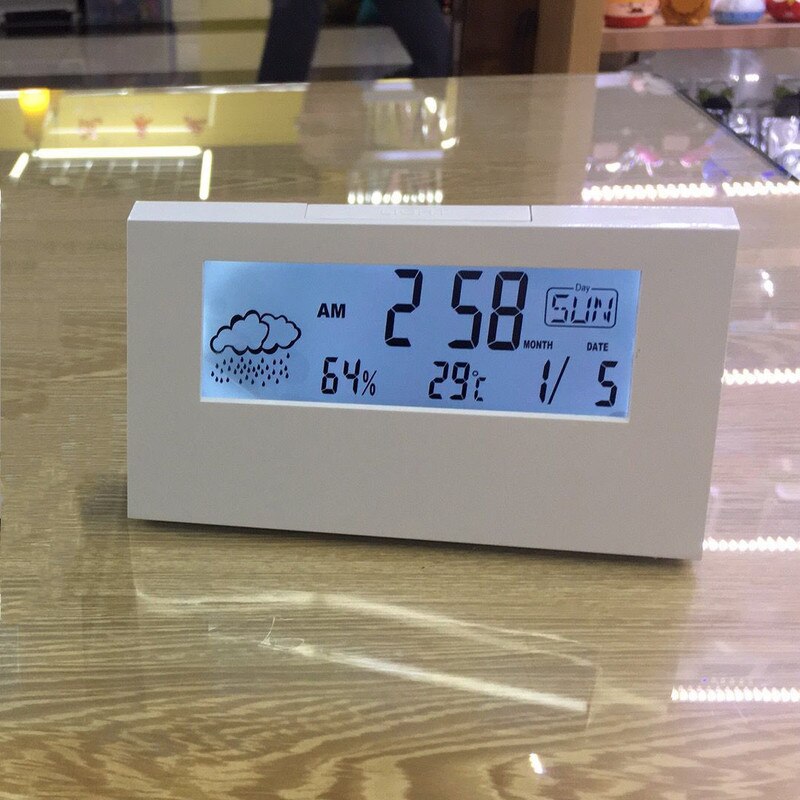 Day
AM 2 58 SUN
MONTH DATE
64% 29°C 1/ 5